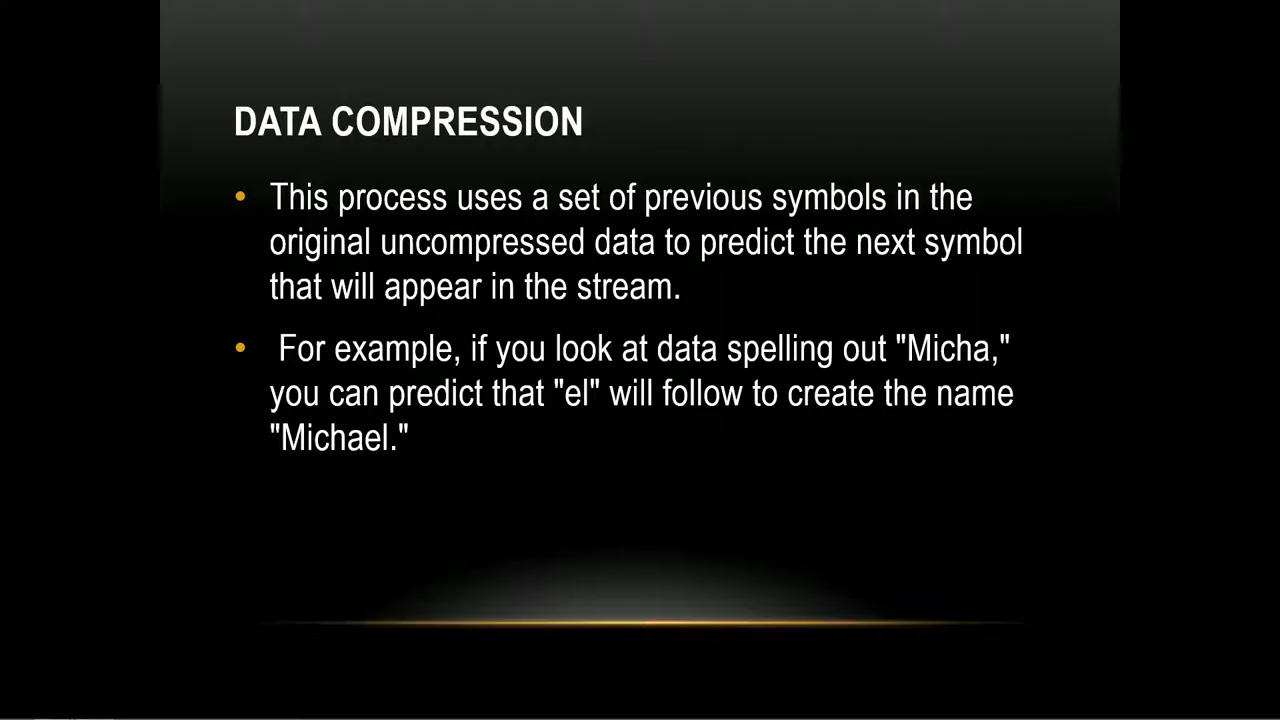 DATA COMPRESSION
• This process uses a set of previous symbols in the
original uncompressed data to predict the next symbol
that will appear in the stream.
• For example, if you look at data spelling out "Micha,"
you can predict that "el" will follow to create the name
"Michael."